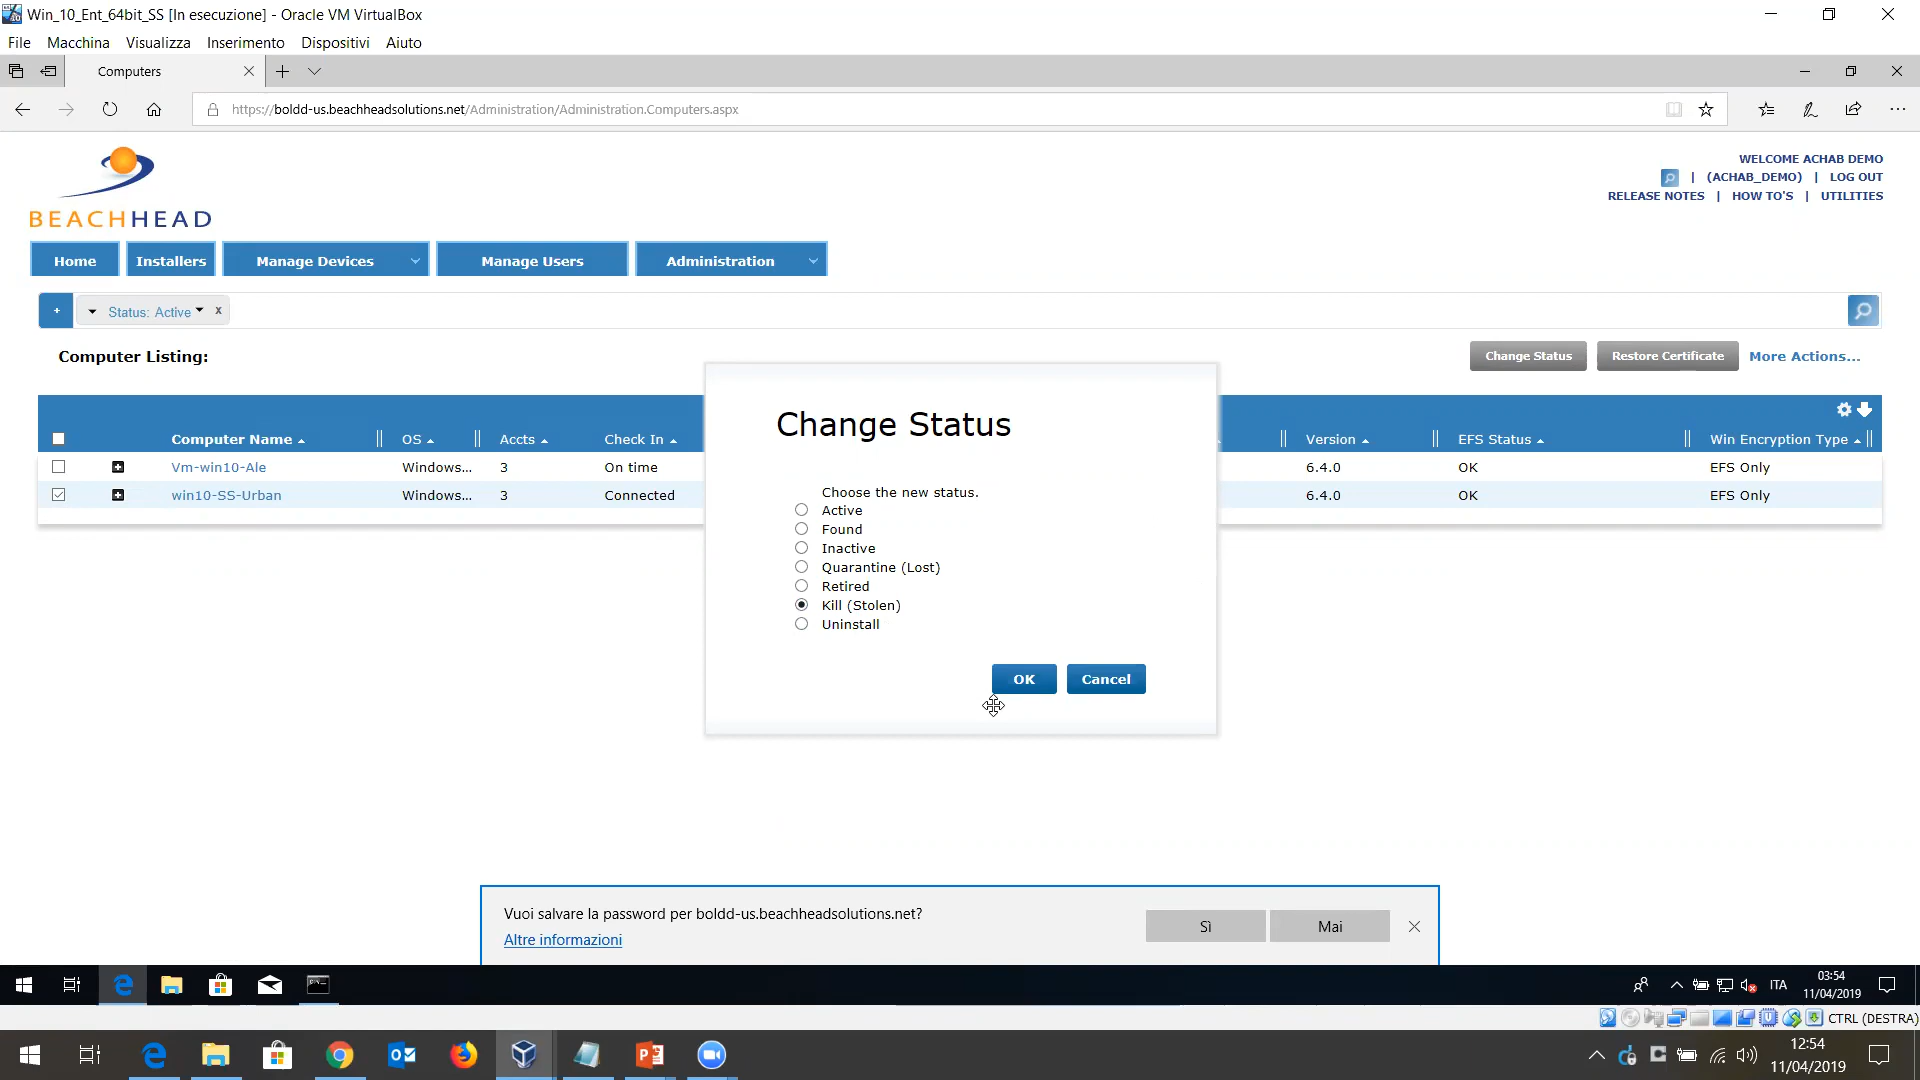 Win_10_Ent_64bit_SS [In esecuzione] - Oracle VM VirtualBox
File Macchina Visualizza Inserimento Dispositivi Aiuto
Computers
https://boldd-us.beachheadsolutions.net/Administration/Administration.Computers.aspx
BEACHHEAD
WELCOME ACHAB DEMO
| (ACHAB_DEMO) | LOG OUT
RELEASE NOTES | HOW TO'S | UTILITIES
Home Installers Manage Devices Manage Users Administration
+ Status: Active x
Computer Listing:
Change Status Restore Certificate More Actions...
Computer Name OS Accts Check In Version EFS Status Win Encryption Type
Vm-win10-Ale Windows... 3 On time 6.4.0 OK EFS Only
win10-SS-Urban Windows... 3 Connected 6.4.0 OK EFS Only
Change Status
Choose the new status.
Active
Found
Inactive
Quarantine (Lost)
Retired
Kill (Stolen)
Uninstall
OK Cancel
Vuoi salvare la password per boldd-us.beachheadsolutions.net?
Altre informazioni
Sì Mai
ITA 03:54
11/04/2019
CTRL (DESTRA)
12:54
11/04/2019